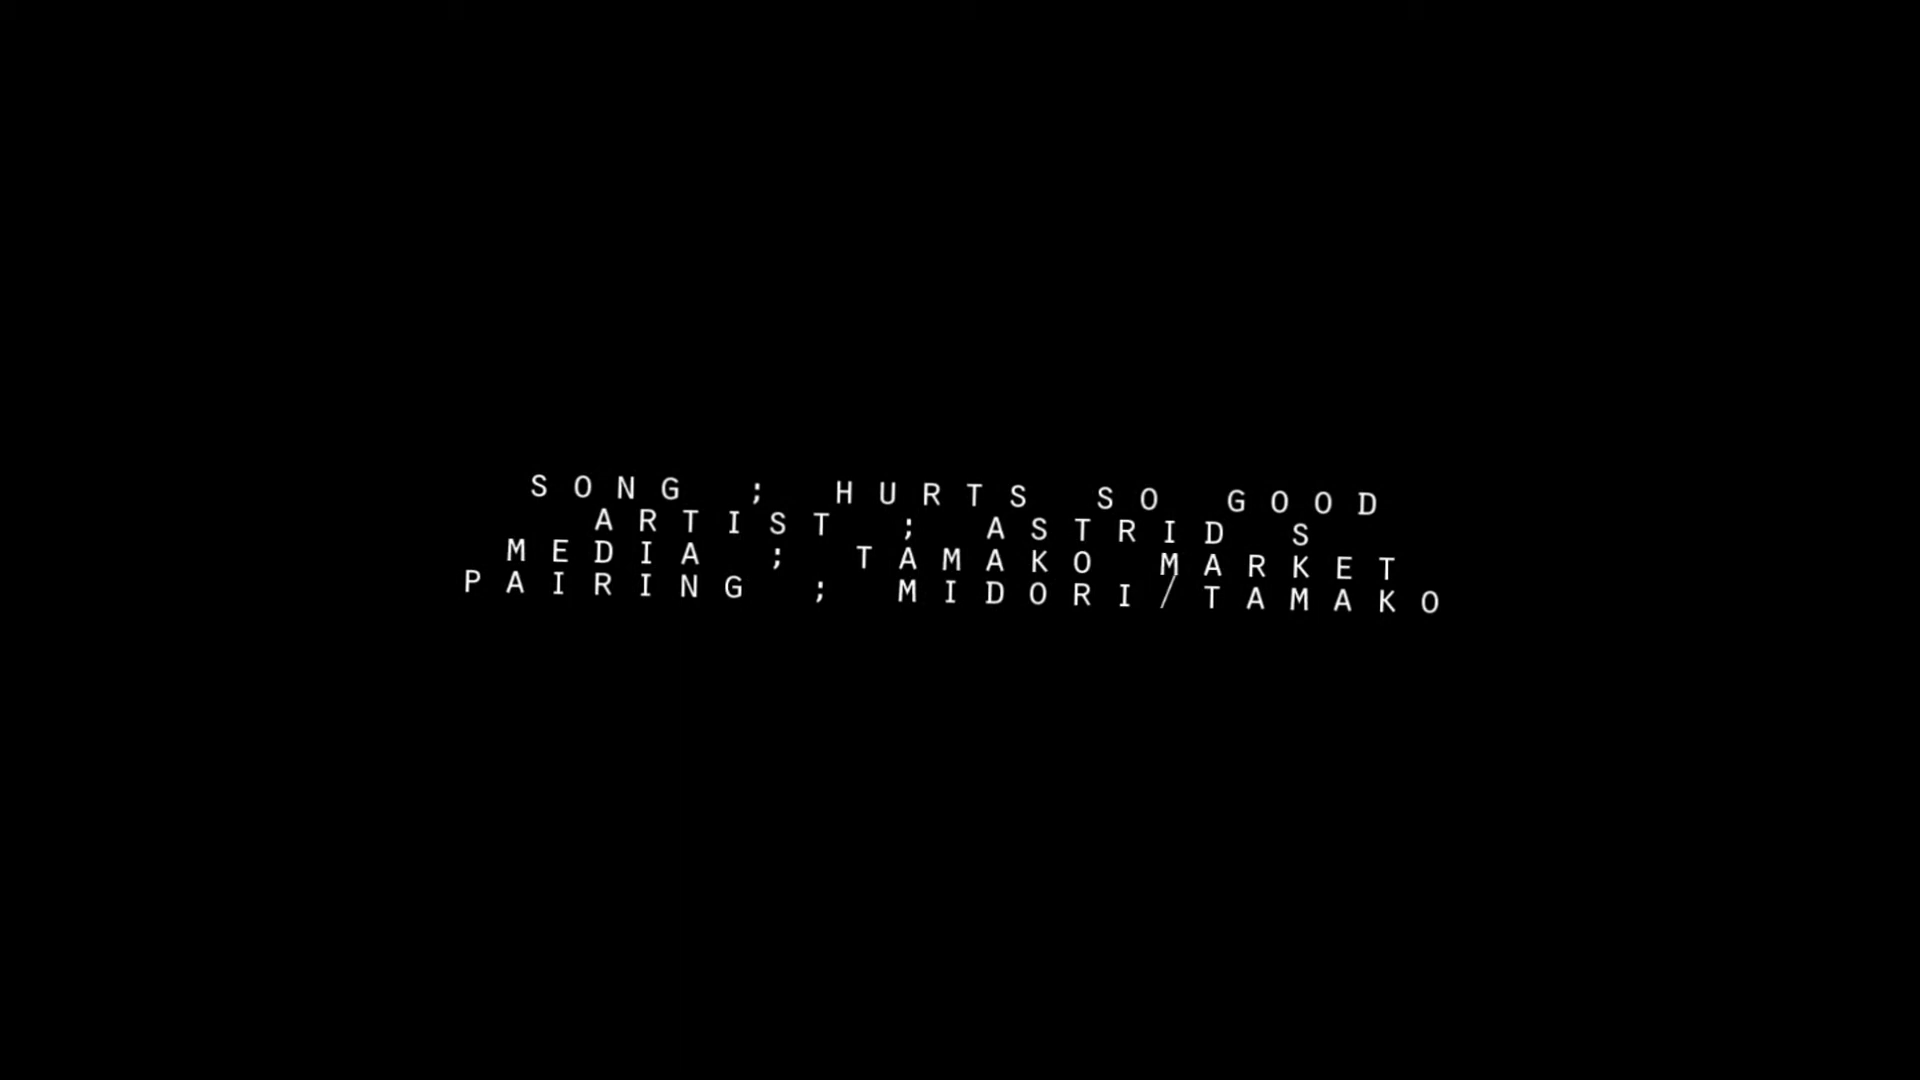 SONG ; HURTS SO GOOD
ARTIST ; ASTRID S
MEDIA ; TAMAKO MARKET
PAIRING ; MIDORI/TAMAKO